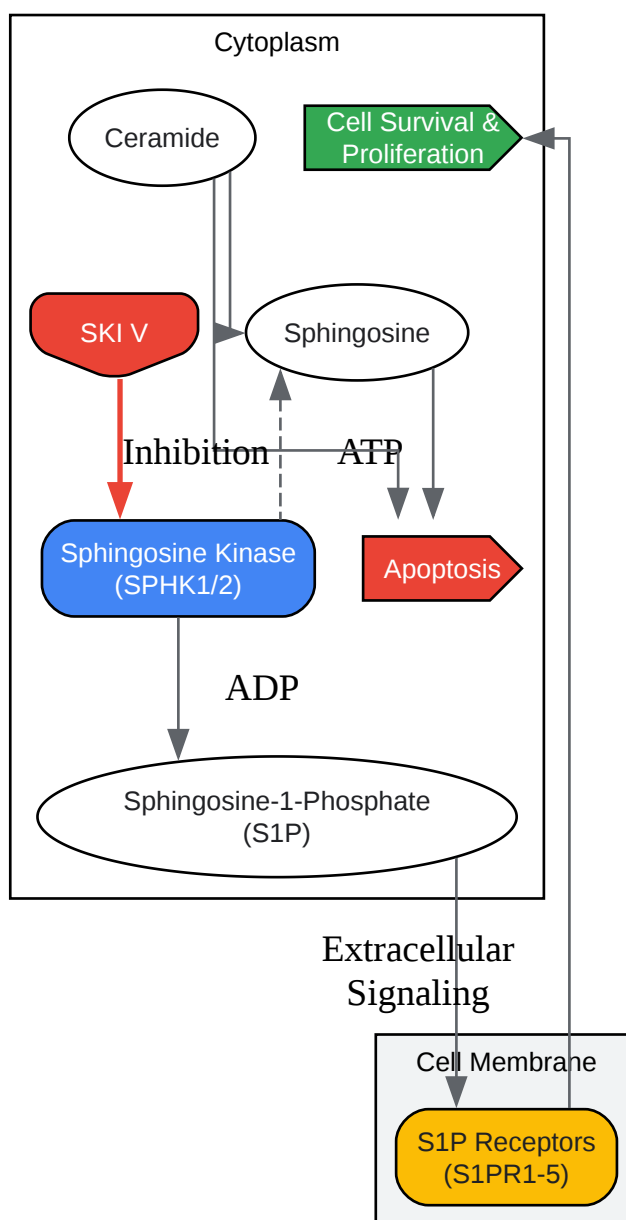 Cytoplasm
Ceramide
Cell Survival &
Proliferation
SKI V
Sphingosine
Inhibition
ATP
Sphingosine Kinase
(SPHK1/2)
Apoptosis
ADP
Sphingosine-1-Phosphate
(S1P)
Extracellular
Signaling
Cell Membrane
S1P Receptors
(S1PR1-5)